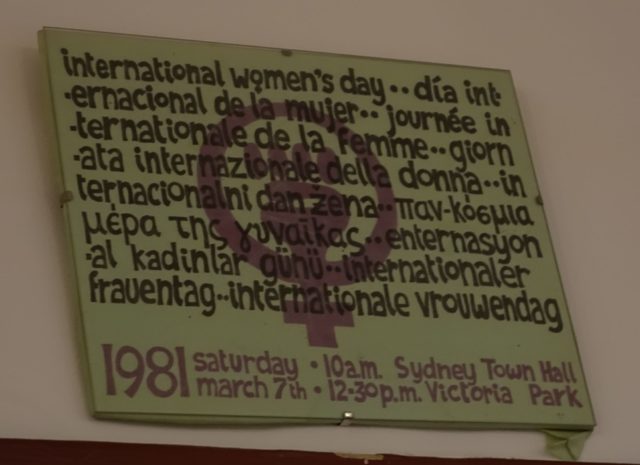 international women's day·· día int-
-ernacional de la mujer·· journée in
-ternationale de la femme·· giorn
-ata internazionale della donna·· in
ternacionalni dan žena·· παν-κόσμια
μέρα της γυναίκας·· enternasyon
-al kadinlar günü·· internationaler
frauentag·· internationale vrouwendag
1981 saturday · 10a.m. Sydney Town Hall
march 7th · 12-30p.m. Victoria Park